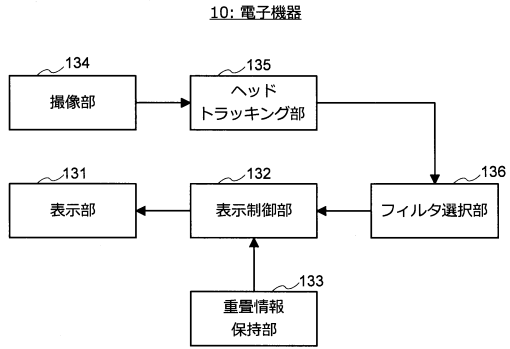 10: 電子機器
134
撮像部
135
ヘッド
トラッキング部
131
表示部
132
表示制御部
136
フィルタ選択部
133
重畳情報
保持部